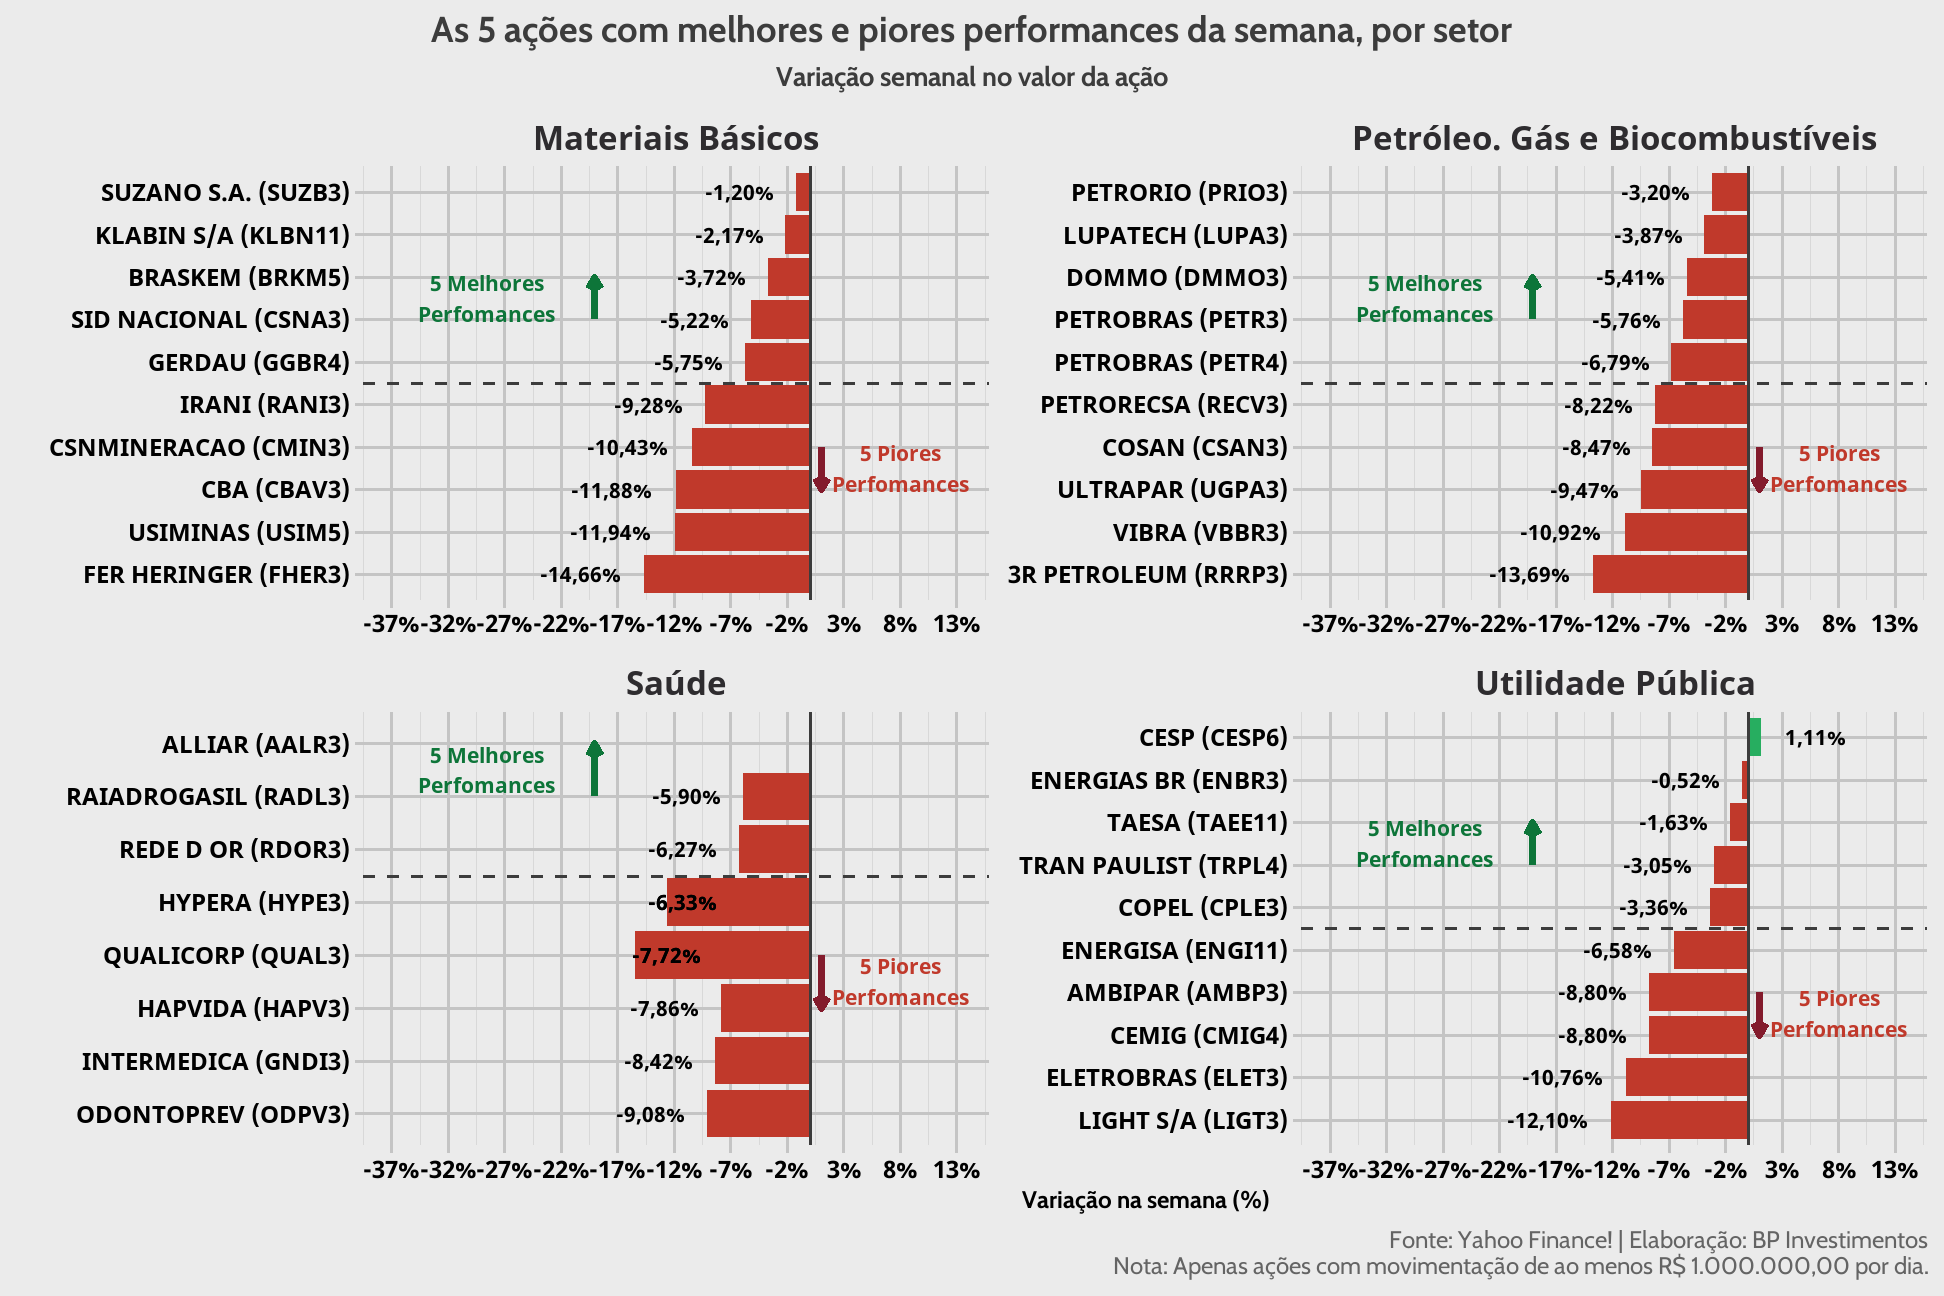 As 5 ações com melhores e piores performances da semana, por setor
Variação semanal no valor da ação
Materiais Básicos
SUZANO S.A. (SUZB3) -1,20%
KLABIN S/A (KLBN11) -2,17%
BRASKEM (BRKM5) -3,72%
SID NACIONAL (CSNA3) -5,22%
GERDAU (GGBR4) -5,75%
IRANI (RANI3) -9,28%
CSNMINERACAO (CMIN3) -10,43%
CBA (CBAV3) -11,88%
USIMINAS (USIM5) -11,94%
FER HERINGER (FHER3) -14,66%
5 Melhores
Perfomances
5 Piores
Perfomances
-37% -32% -27% -22% -17% -12% -7% -2% 3% 8% 13%
Petróleo. Gás e Biocombustíveis
PETRORIO (PRIO3) -3,20%
LUPATECH (LUPA3) -3,87%
DOMMO (DMMO3) -5,41%
PETROBRAS (PETR3) -5,76%
PETROBRAS (PETR4) -6,79%
PETRORECSA (RECV3) -8,22%
COSAN (CSAN3) -8,47%
ULTRAPAR (UGPA3) -9,47%
VIBRA (VBBR3) -10,92%
3R PETROLEUM (RRRP3) -13,69%
5 Melhores
Perfomances
5 Piores
Perfomances
-37% -32% -27% -22% -17% -12% -7% -2% 3% 8% 13%
Saúde
ALLIAR (AALR3)
RAIADROGASIL (RADL3) -5,90%
REDE D OR (RDOR3) -6,27%
HYPERA (HYPE3) -6,33%
QUALICORP (QUAL3) -7,72%
HAPVIDA (HAPV3) -7,86%
INTERMEDICA (GNDI3) -8,42%
ODONTOPREV (ODPV3) -9,08%
5 Melhores
Perfomances
5 Piores
Perfomances
-37% -32% -27% -22% -17% -12% -7% -2% 3% 8% 13%
Utilidade Pública
CESP (CESP6) 1,11%
ENERGIAS BR (ENBR3) -0,52%
TAESA (TAEE11) -1,63%
TRAN PAULIST (TRPL4) -3,05%
COPEL (CPLE3) -3,36%
ENERGISA (ENGI11) -6,58%
AMBIPAR (AMBP3) -8,80%
CEMIG (CMIG4) -8,80%
ELETROBRAS (ELET3) -10,76%
LIGHT S/A (LIGT3) -12,10%
5 Melhores
Perfomances
5 Piores
Perfomances
-37% -32% -27% -22% -17% -12% -7% -2% 3% 8% 13%
Variação na semana (%)
Fonte: Yahoo Finance! | Elaboração: BP Investimentos
Nota: Apenas ações com movimentação de ao menos R$ 1.000.000,00 por dia.